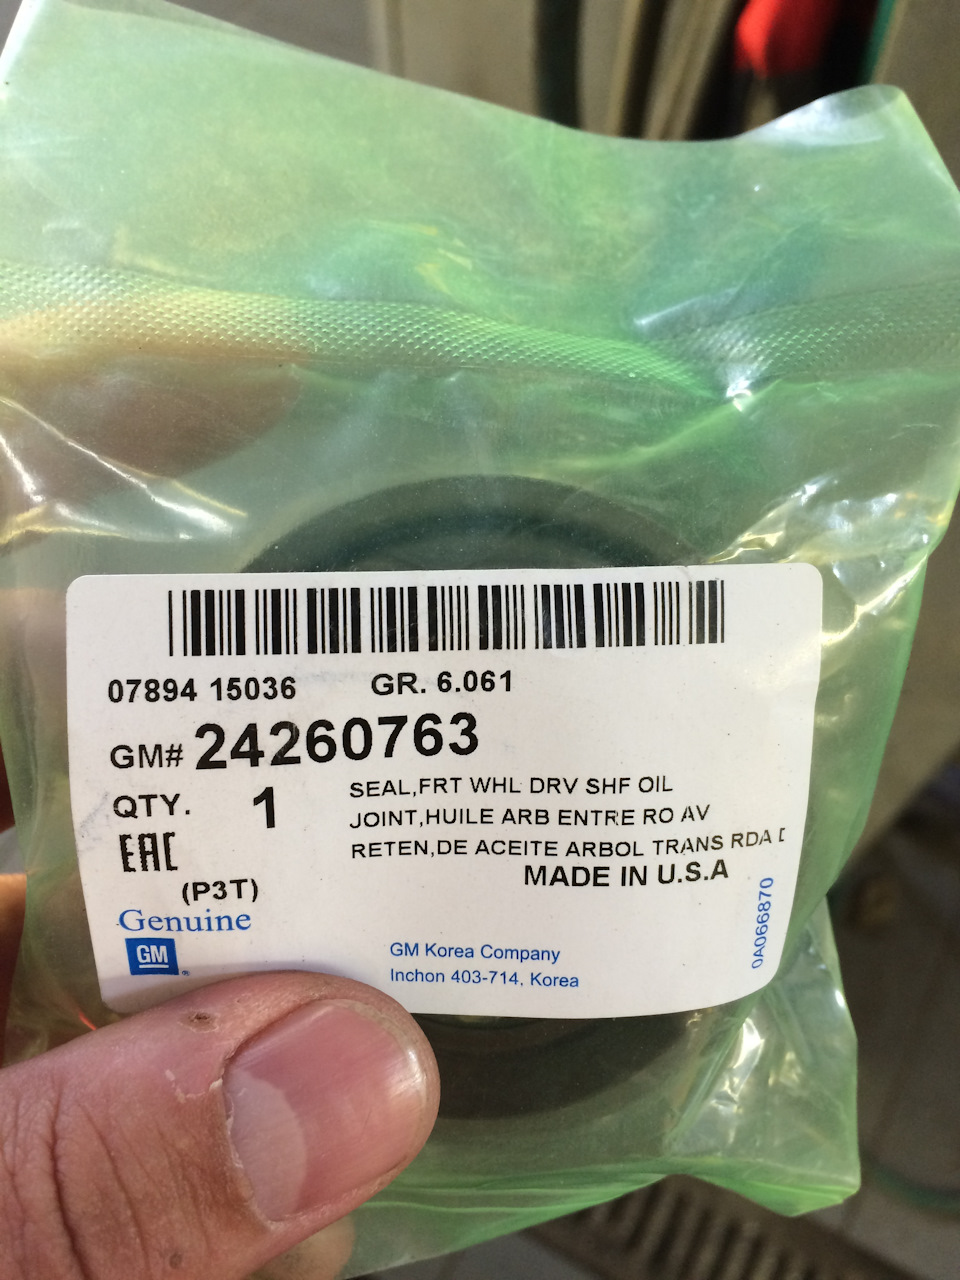 07894 15036 GR. 6.061
GM# 24260763
QTY. 1
SEAL,FRT WHL DRV SHF OIL
JOINT,HUILE ARB ENTRE RO AV
RETEN,DE ACEITE ARBOL TRANS RDA
EAC
MADE IN U.S.A
(P3T)
Genuine
GM
®
GM Korea Company
Inchon 403-714, Korea
0A066870